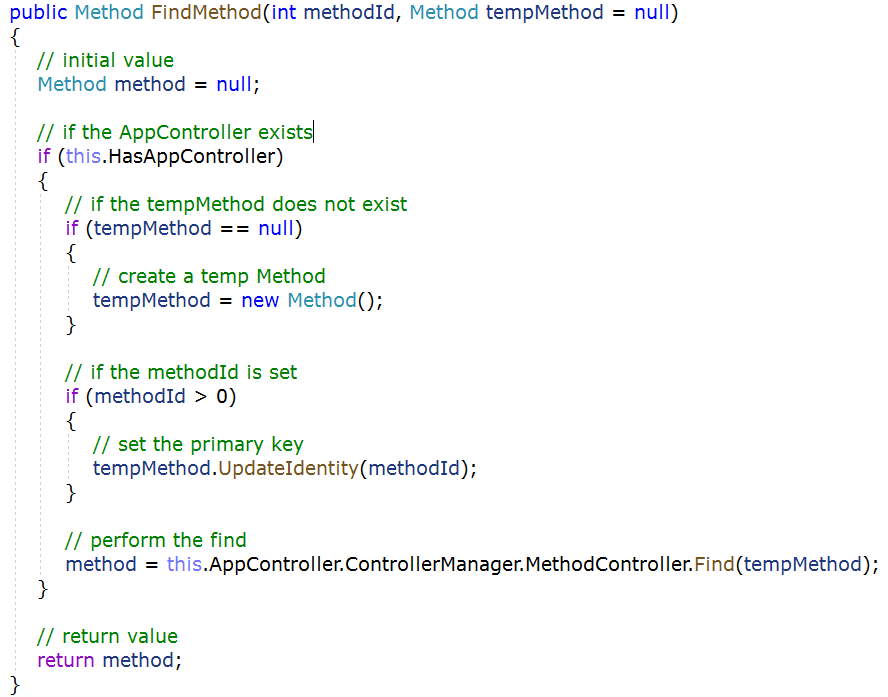 public Method FindMethod(int methodId, Method tempMethod = null)
{
// initial value
Method method = null;
// if the AppController exists
if (this.HasAppController)
{
// if the tempMethod does not exist
if (tempMethod == null)
{
// create a temp Method
tempMethod = new Method();
}
// if the methodId is set
if (methodId > 0)
{
// set the primary key
tempMethod.UpdateIdentity(methodId);
}
// perform the find
method = this.AppController.ControllerManager.MethodController.Find(tempMethod);
}
// return value
return method;
}